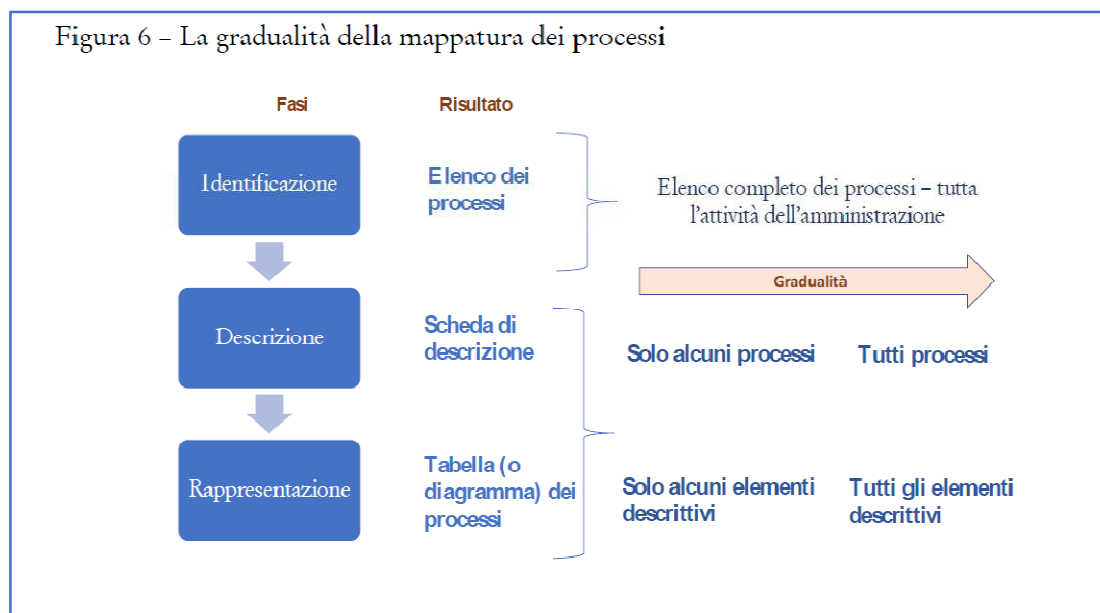 Figura 6 – La gradualità della mappatura dei processi
Fasi
Risultato
Identificazione
Elenco dei
processi
Elenco completo dei processi – tutta
l'attività dell'amministrazione
Gradualità
Descrizione
Scheda di
descrizione
Solo alcuni processi
Tutti processi
Rappresentazione
Tabella (o
diagramma) dei
processi
Solo alcuni elementi
descrittivi
Tutti gli elementi
descrittivi